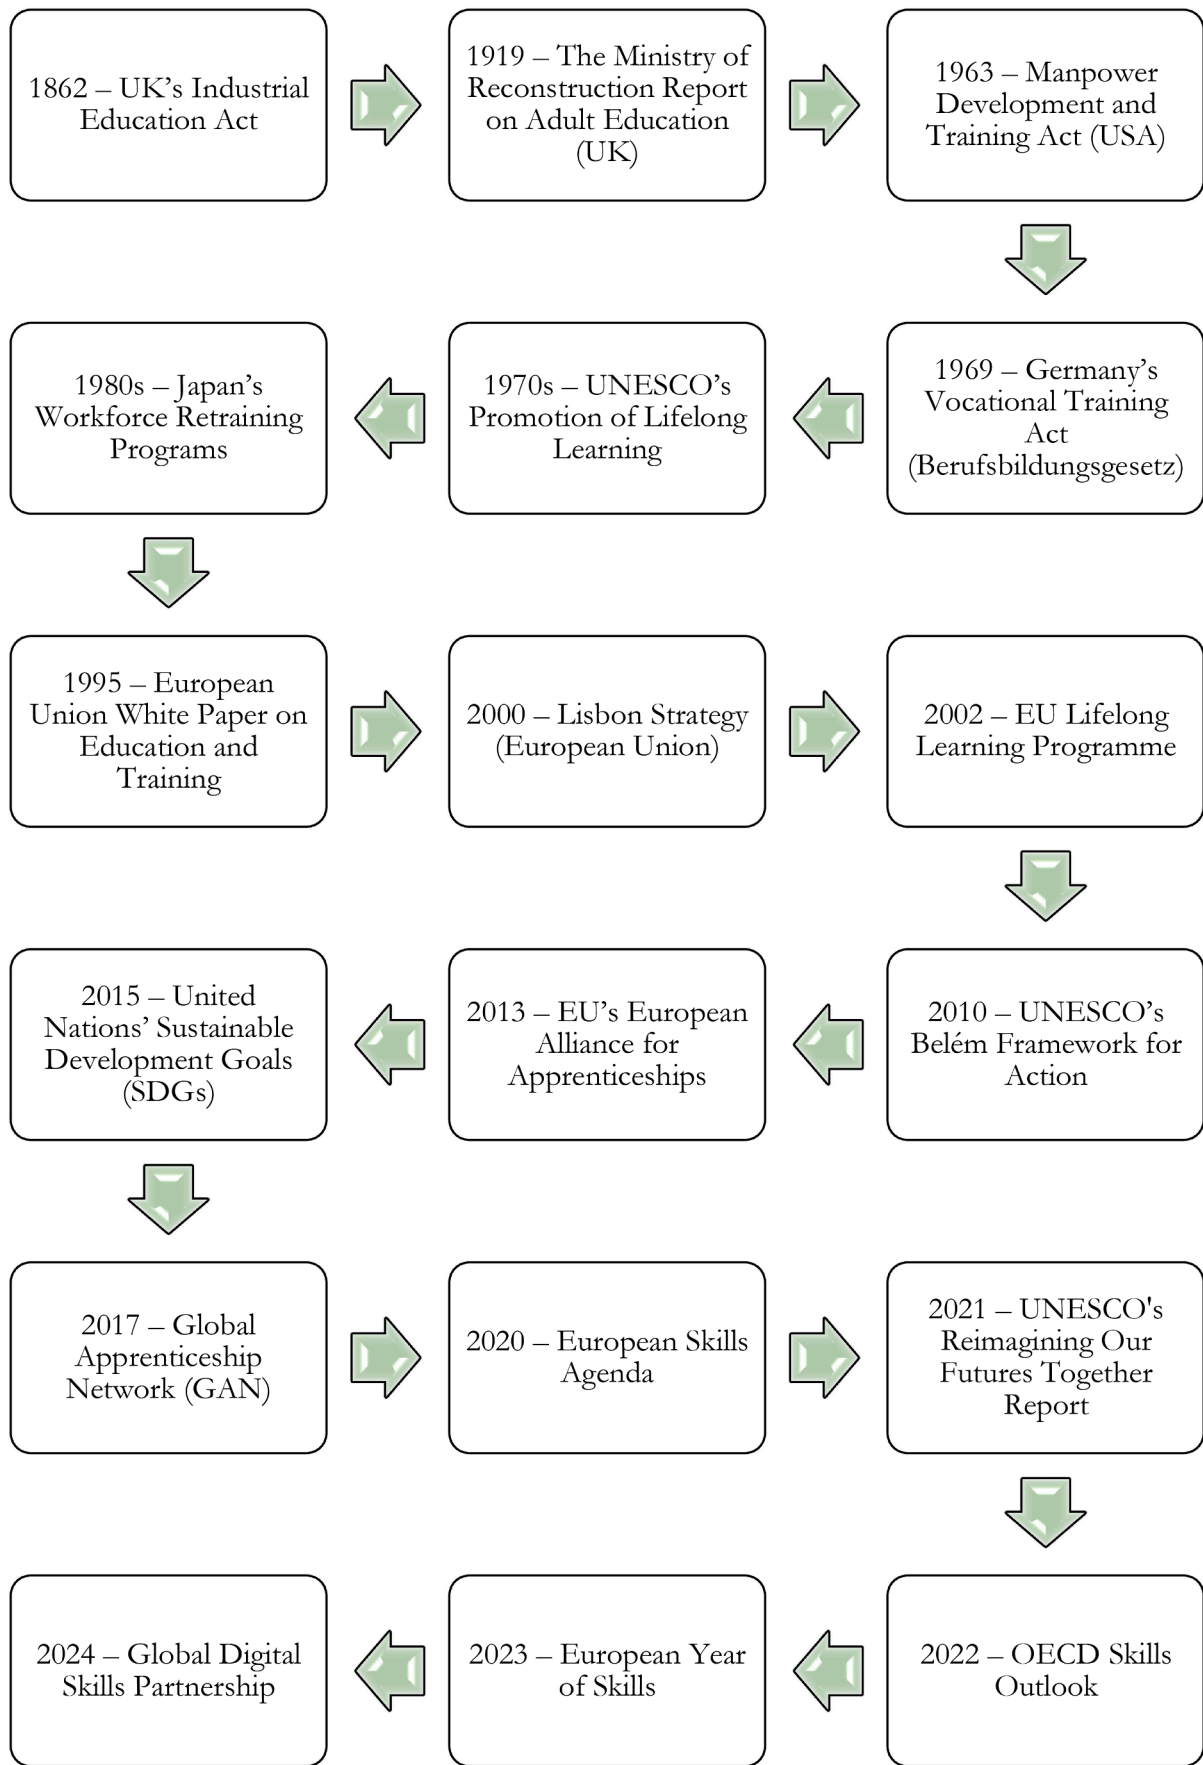 1862 – UK’s Industrial
Education Act
1919 – The Ministry of
Reconstruction Report
on Adult Education
(UK)
1963 – Manpower
Development and
Training Act (USA)
1969 – Germany’s
Vocational Training
Act
(Berufsbildungsgesetz)
1970s – UNESCO’s
Promotion of Lifelong
Learning
1980s – Japan’s
Workforce Retraining
Programs
1995 – European
Union White Paper on
Education and
Training
2000 – Lisbon Strategy
(European Union)
2002 – EU Lifelong
Learning Programme
2010 – UNESCO’s
Belém Framework for
Action
2013 – EU’s European
Alliance for
Apprenticeships
2015 – United
Nations’ Sustainable
Development Goals
(SDGs)
2017 – Global
Apprenticeship
Network (GAN)
2020 – European Skills
Agenda
2021 – UNESCO's
Reimagining Our
Futures Together
Report
2022 – OECD Skills
Outlook
2023 – European Year
of Skills
2024 – Global Digital
Skills Partnership